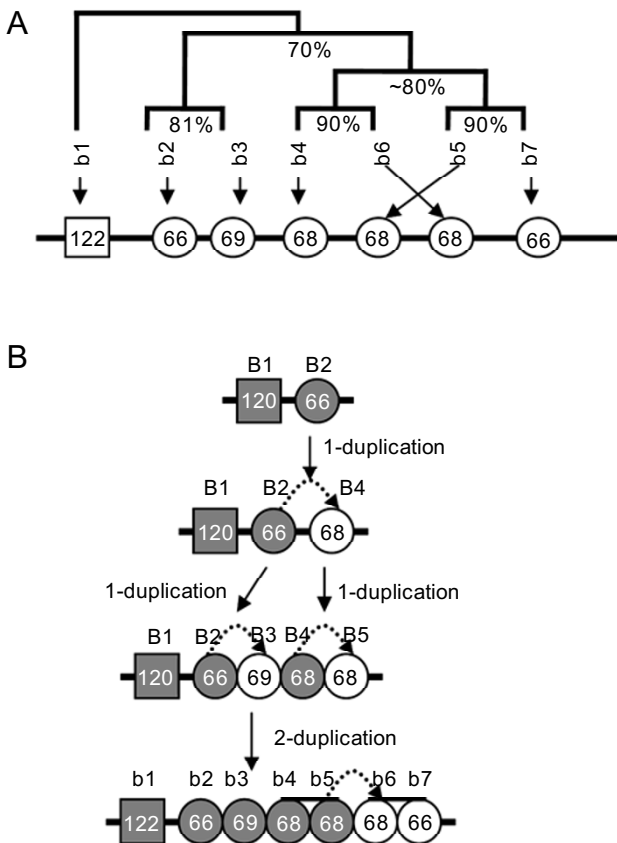 A
70%
~80%
81% 90% 90%
b1 b2 b3 b4 b6 b5 b7
122 66 69 68 68 68 66
B
B1 B2
120 66
1-duplication
B1 B2 B4
120 66 68
1-duplication 1-duplication
B1 B2 B3 B4 B5
120 66 69 68 68
2-duplication
b1 b2 b3 b4 b5 b6 b7
122 66 69 68 68 68 66